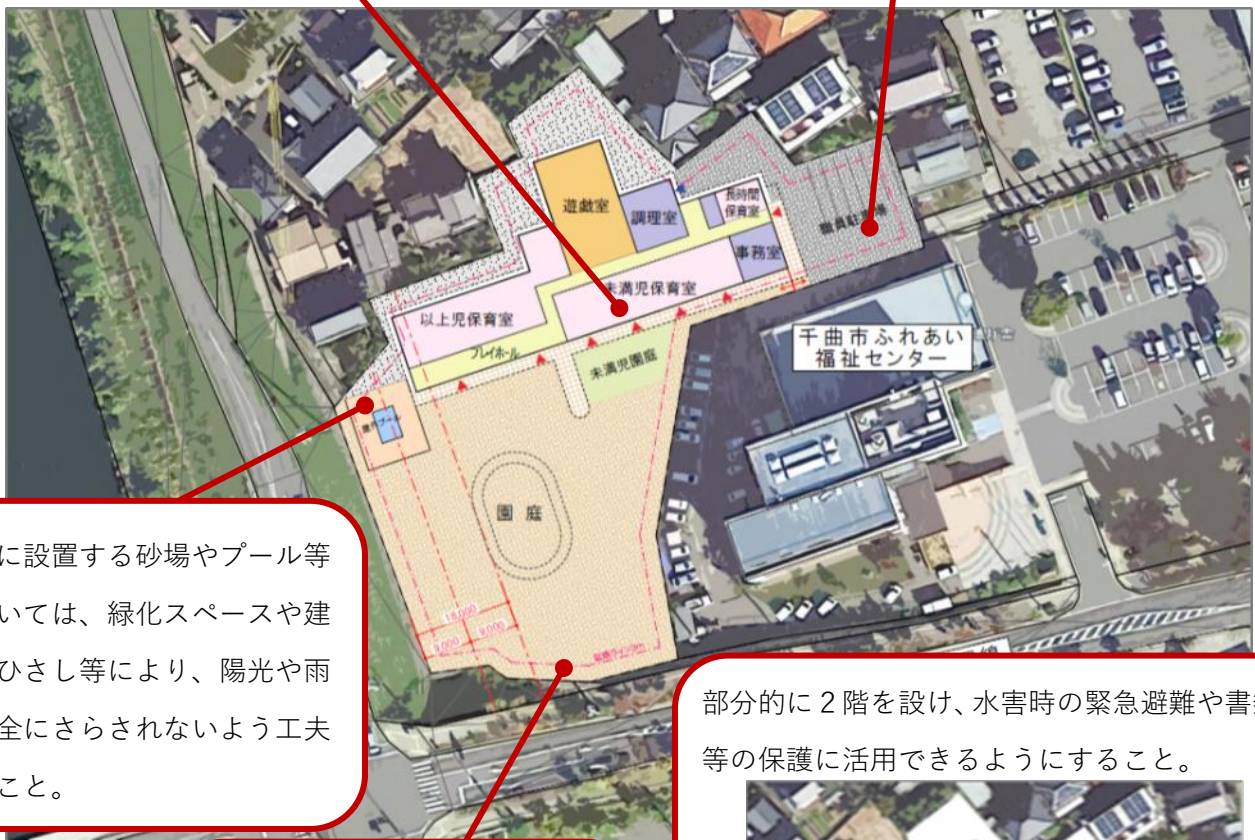 遊戯室
調理室
長時間
保育室
職員駐車場
事務室
未満児保育室
以上児保育室
プレイホール
未満児園庭
千曲市ふれあい
福祉センター
園庭
18,000
9,000
9,000
に設置する砂場やプール等
いては、緑化スペースや建
ひさし等により、陽光や雨
全にさらされないよう工夫
こと。
部分的に2階を設け、水害時の緊急避難や書
等の保護に活用できるようにすること。